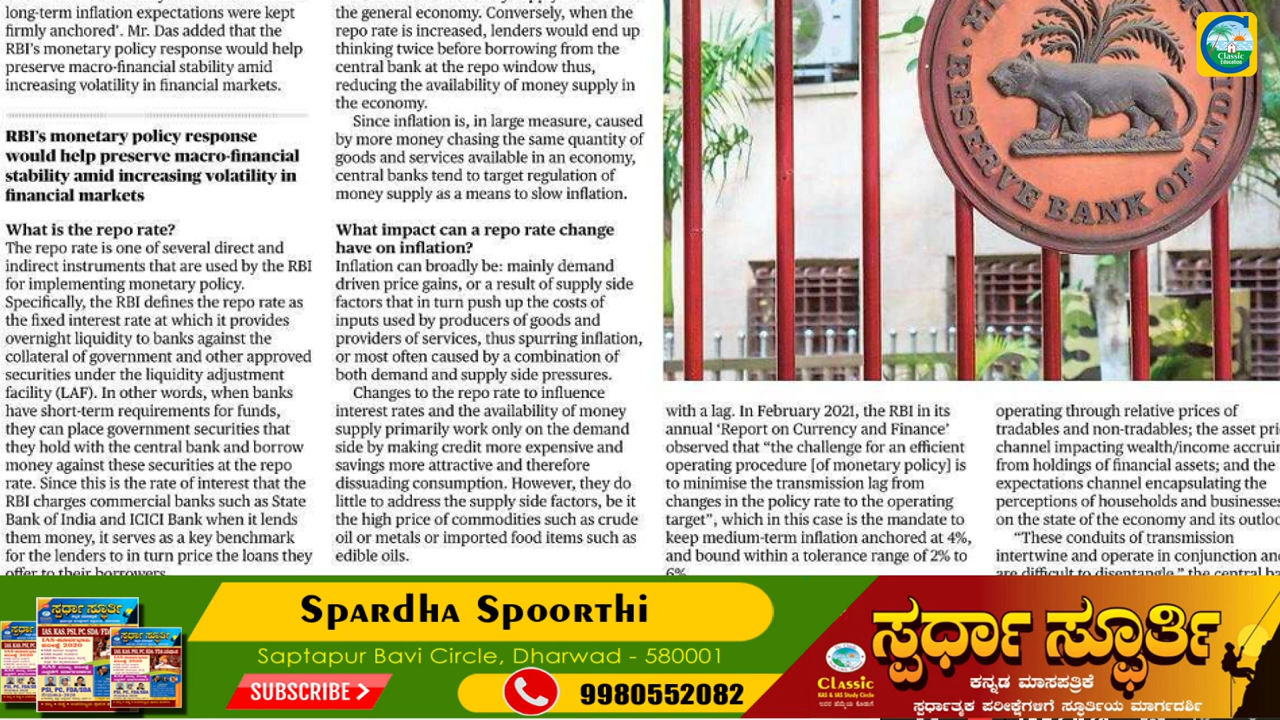 long-term inflation expectations were kept
firmly anchored'. Mr. Das added that the
RBI's monetary policy response would help
preserve macro-financial stability amid
increasing volatility in financial markets.
RBI's monetary policy response
would help preserve macro-financial
stability amid increasing volatility in
financial markets
What is the repo rate?
The repo rate is one of several direct and
indirect instruments that are used by the RBI
for implementing monetary policy.
Specifically, the RBI defines the repo rate as
the fixed interest rate at which it provides
overnight liquidity to banks against the
collateral of government and other approved
securities under the liquidity adjustment
facility (LAF). In other words, when banks
have short-term requirements for funds,
they can place government securities that
they hold with the central bank and borrow
money against these securities at the repo
rate. Since this is the rate of interest that the
RBI charges commercial banks such as State
Bank of India and ICICI Bank when it lends
them money, it serves as a key benchmark
for the lenders to in turn price the loans they
offer to their borrowers
the general economy. Conversely, when the
repo rate is increased, lenders would end up
thinking twice before borrowing from the
central bank at the repo window thus,
reducing the availability of money supply in
the economy.
Since inflation is, in large measure, caused
by more money chasing the same quantity of
goods and services available in an economy,
central banks tend to target regulation of
money supply as a means to slow inflation.
What impact can a repo rate change
have on inflation?
Inflation can broadly be: mainly demand
driven price gains, or a result of supply side
factors that in turn push up the costs of
inputs used by producers of goods and
providers of services, thus spurring inflation,
or most often caused by a combination of
both demand and supply side pressures.
Changes to the repo rate to influence
interest rates and the availability of money
supply primarily work only on the demand
side by making credit more expensive and
savings more attractive and therefore
dissuading consumption. However, they do
little to address the supply side factors, be it
the high price of commodities such as crude
oil or metals or imported food items such as
edible oils.
RESERVE BANK OF INDI
Classic
Education
with a lag. In February 2021, the RBI in its
annual 'Report on Currency and Finance'
observed that “the challenge for an efficient
operating procedure [of monetary policy] is
to minimise the transmission lag from
changes in the policy rate to the operating
target”, which in this case is the mandate to
keep medium-term inflation anchored at 4%,
and bound within a tolerance range of 2% to
6%
operating through relative prices of
tradables and non-tradables; the asset pri
channel impacting wealth/income accruin
from holdings of financial assets; and the
expectations channel encapsulating the
perceptions of households and businesses
on the state of the economy and its outloo
“These conduits of transmission
intertwine and operate in conjunction an
are difficult to disentangle,” the central ba
Spardha Spoorthi
Saptapur Bavi Circle, Dharwad - 580001
SUBSCRIBE
9980552082
Classic
KAS & IAS Study Circle
ಸ್ಪರ್ಧಾ ಸ್ಫೂರ್ತಿ
ಕನ್ನಡ ಮಾಸಪತ್ರಿಕೆ
ಸ್ಪರ್ಧಾತ್ಮಕ ಪರೀಕ್ಷೆಗಳಿಗೆ ಸ್ಫೂರ್ತಿಯ ಮಾರ್ಗದರ್ಶಿ